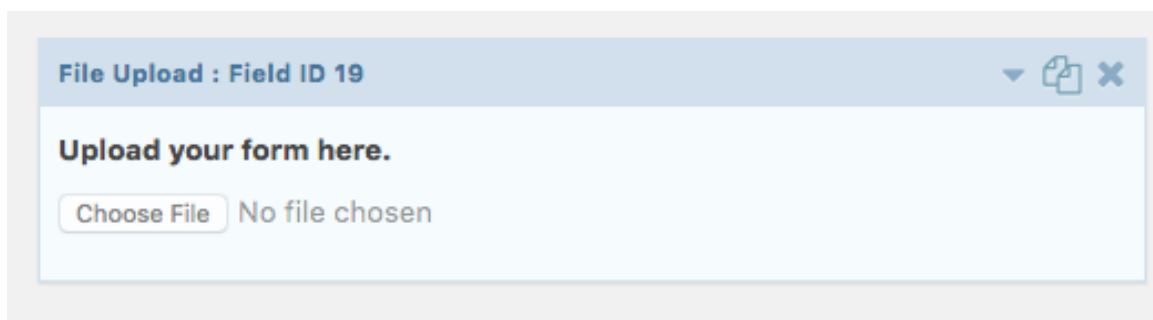 File Upload : Field ID 19
Upload your form here.
Choose File No file chosen